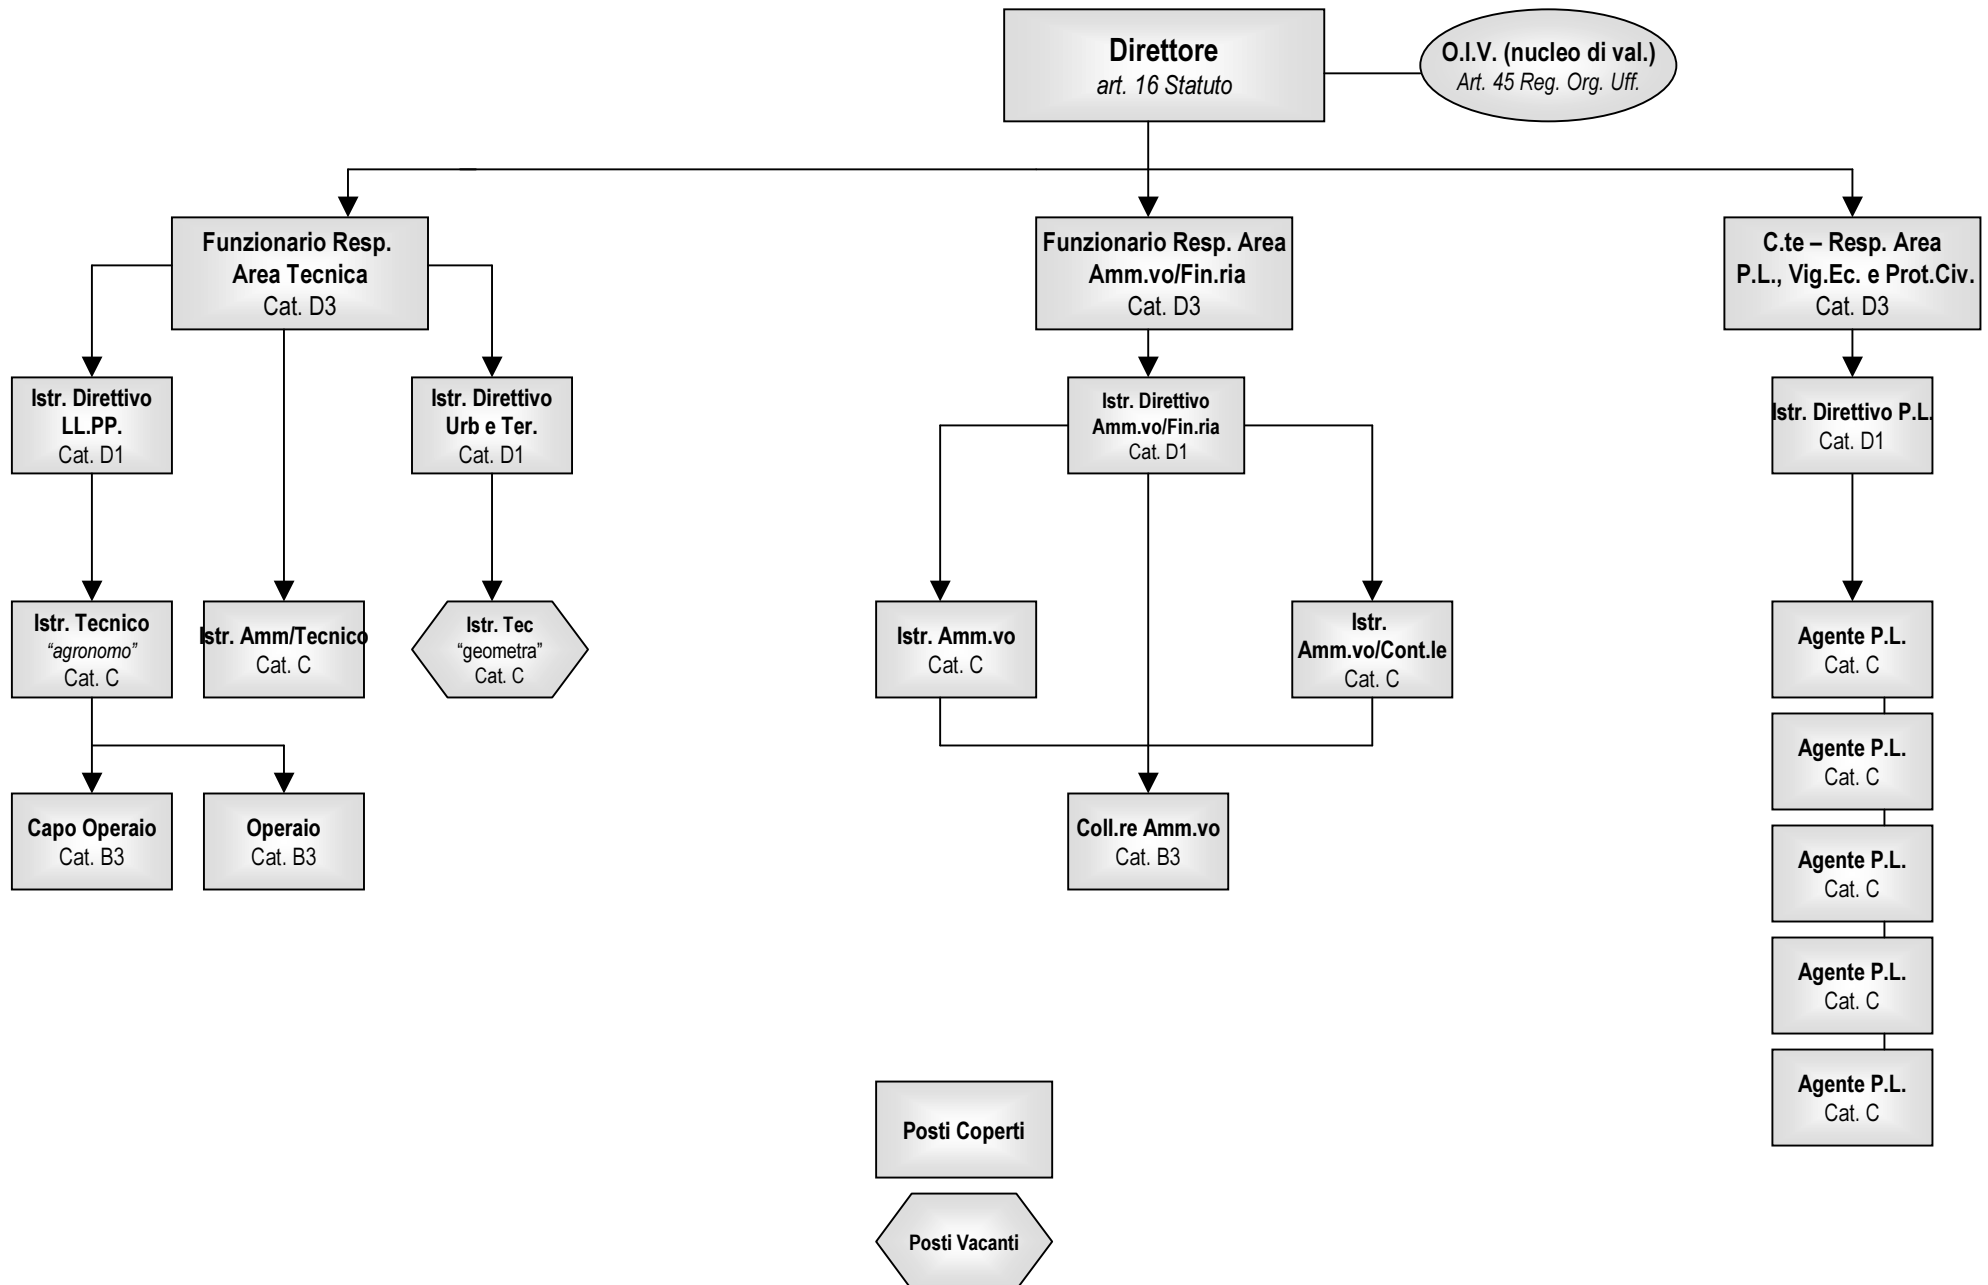 Direttore
art. 16 Statuto
O.I.V. (nucleo di val.)
Art. 45 Reg. Org. Uff.
Funzionario Resp.
Area Tecnica
Cat. D3
Funzionario Resp. Area
Amm.vo/Fin.ria
Cat. D3
C.te – Resp. Area
P.L., Vig.Ec. e Prot.Civ.
Cat. D3
Istr. Direttivo
LL.PP.
Cat. D1
Istr. Direttivo
Urb e Ter.
Cat. D1
Istr. Direttivo
Amm.vo/Fin.ria
Cat. D1
Istr. Direttivo P.L.
Cat. D1
Istr. Tecnico
"agronomo"
Cat. C
Istr. Amm/Tecnico
Cat. C
Istr. Tec
"geometra"
Cat. C
Istr. Amm.vo
Cat. C
Istr.
Amm.vo/Cont.le
Cat. C
Agente P.L.
Cat. C
Agente P.L.
Cat. C
Capo Operaio
Cat. B3
Operaio
Cat. B3
Coll.re Amm.vo
Cat. B3
Agente P.L.
Cat. C
Agente P.L.
Cat. C
Agente P.L.
Cat. C
Posti Coperti
Posti Vacanti